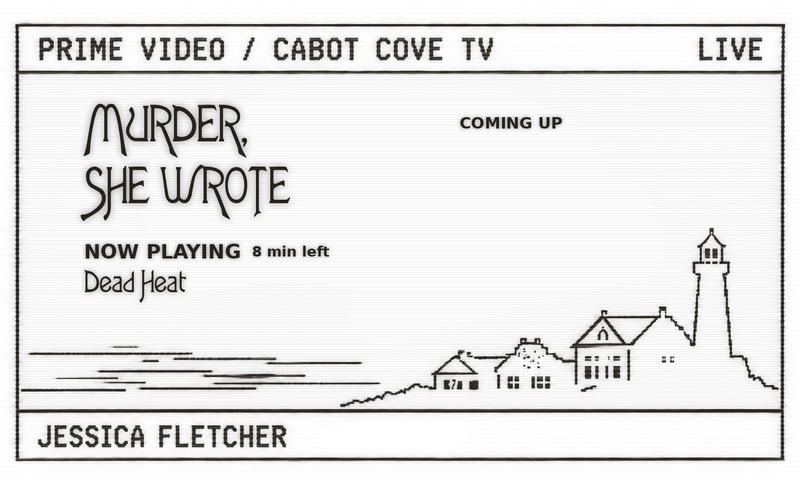 PRIME VIDEO / CABOT COVE TV LIVE
MURDER,
SHE WROTE
COMING UP
NOW PLAYING 8 min left
Dead Heat
JESSICA FLETCHER